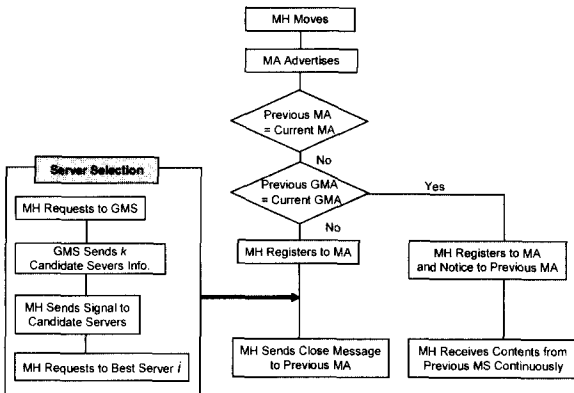 MH Moves
MA Advertises
Previous MA
= Current MA
No
Previous GMA
= Current GMA
Yes
No
MH Registers to MA
MH Registers to MA
and Notice to Previous MA
MH Sends Close Message
to Previous MA
MH Receives Contents from
Previous MS Continuously
Server Selection
MH Requests to GMS
GMS Sends k
Candidate Severs Info.
MH Sends Signal to
Candidate Servers
MH Requests to Best Server i